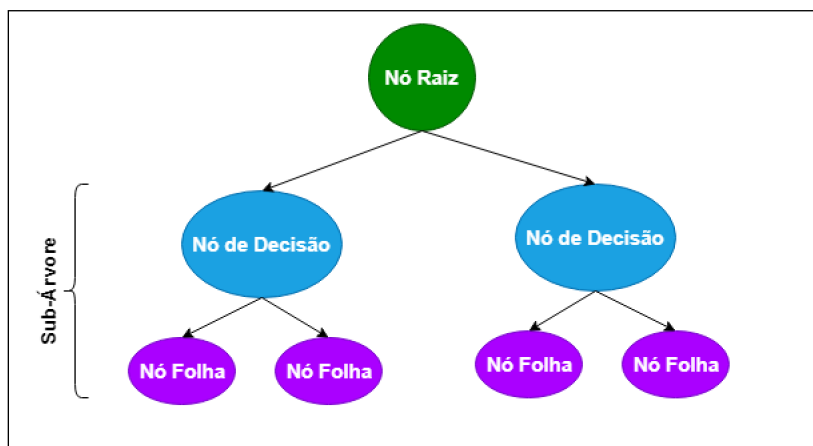 Nó Raiz
Nó de Decisão
Nó de Decisão
Sub-Árvore
Nó Folha
Nó Folha
Nó Folha
Nó Folha